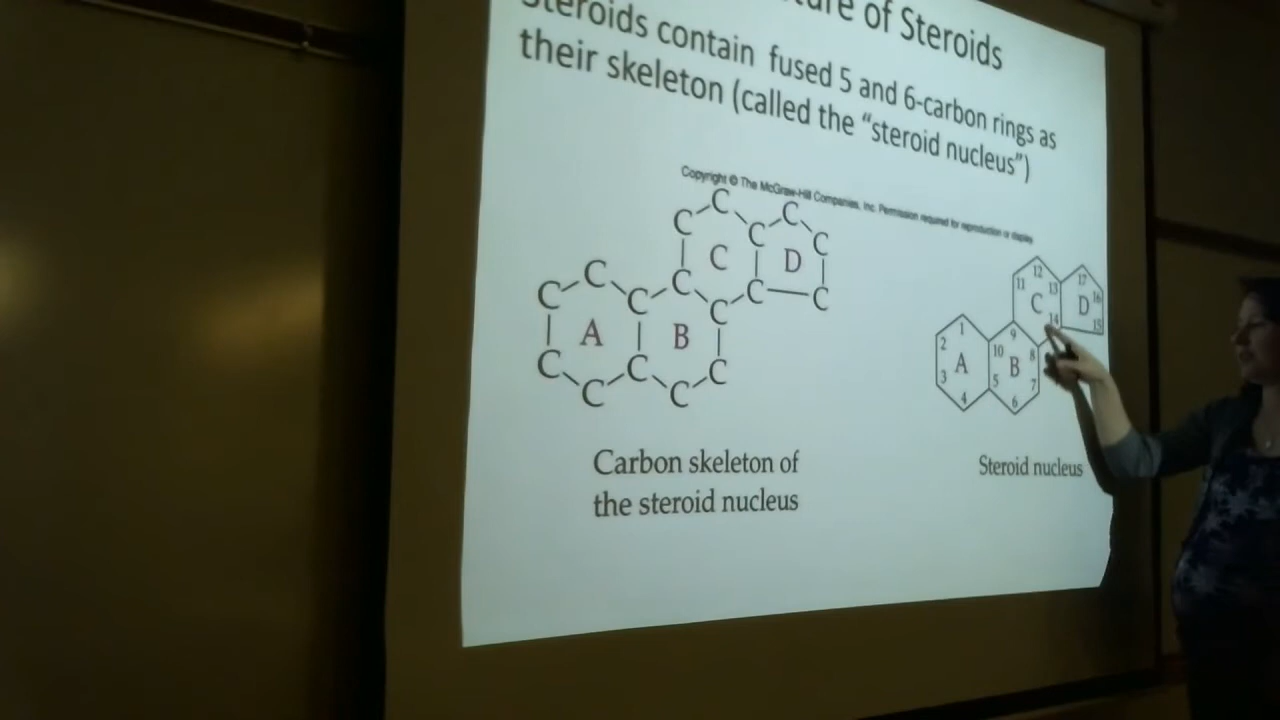 of Steroids
Steroids contain fused 5 and 6-carbon rings as
their skeleton (called the “steroid nucleus”)
Copyright © The McGraw-Hill Companies, Inc. Permission required for reproduction or display
C C C C
C C C D C
C C C C
C C C C
A B
C C C
C C
Carbon skeleton of
the steroid nucleus
12 17
11 13 16
C D
14 15
1 9
2 10 8
A B
3 5 7
4 6
Steroid nucleus